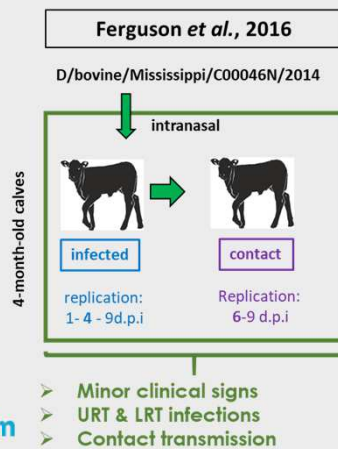 Ferguson et al., 2016
D/bovine/Mississippi/C00046N/2014
intranasal
4-month-old calves
infected
contact
replication:
1- 4 - 9d.p.i
Replication:
6-9 d.p.i
➢ Minor clinical signs
➢ URT & LRT infections
➢ Contact transmission
m